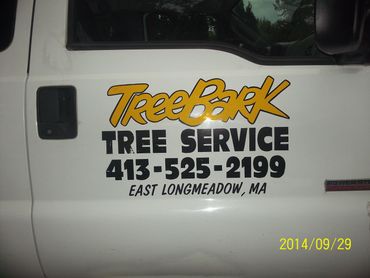 TreeBark
TREE SERVICE
413-525-2199
EAST LONGMEADOW, MA
2014/09/29